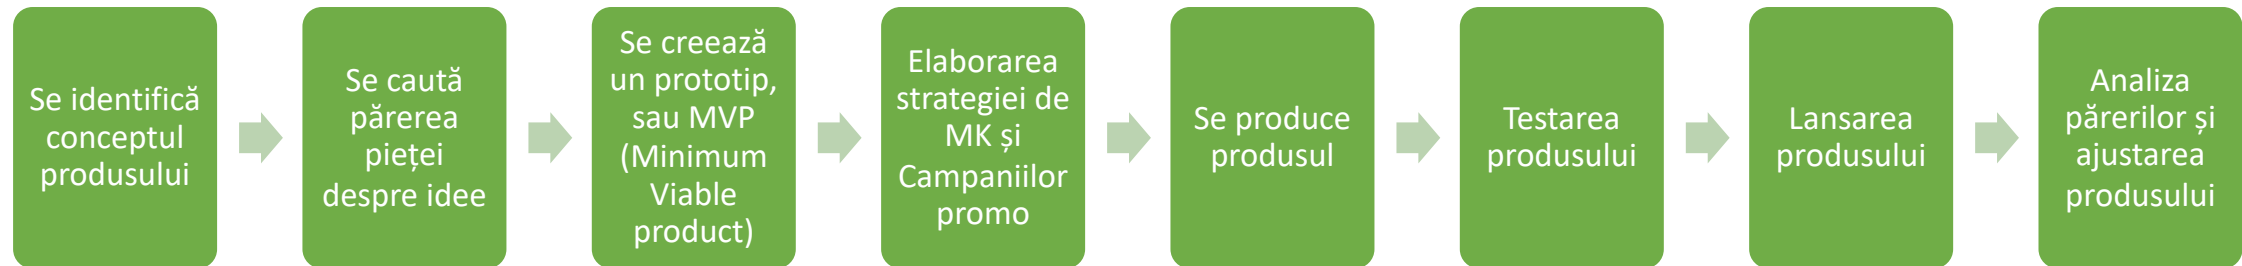 Se identifică
conceptul
produsului
Se caută
părerea
pieței
despre idee
Se creează
un prototip,
sau MVP
(Minimum
Viable
product)
Elaborarea
strategiei de
MK și
Campaniilor
promo
Se produce
produsul
Testarea
produsului
Lansarea
produsului
Analiza
părerilor și
ajustarea
produsului